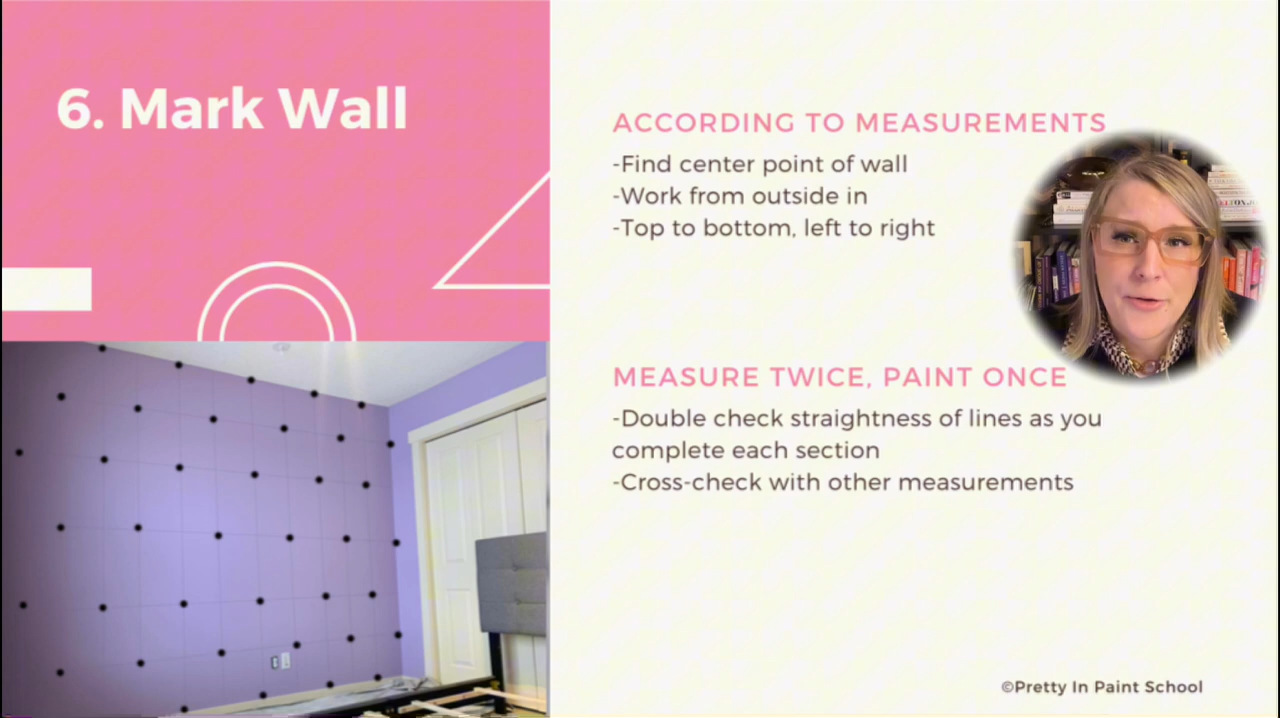 6. Mark Wall
ACCORDING TO MEASUREMENTS
-Find center point of wall
-Work from outside in
-Top to bottom, left to right
MEASURE TWICE, PAINT ONCE
-Double check straightness of lines as you
complete each section
-Cross-check with other measurements
©Pretty In Paint School